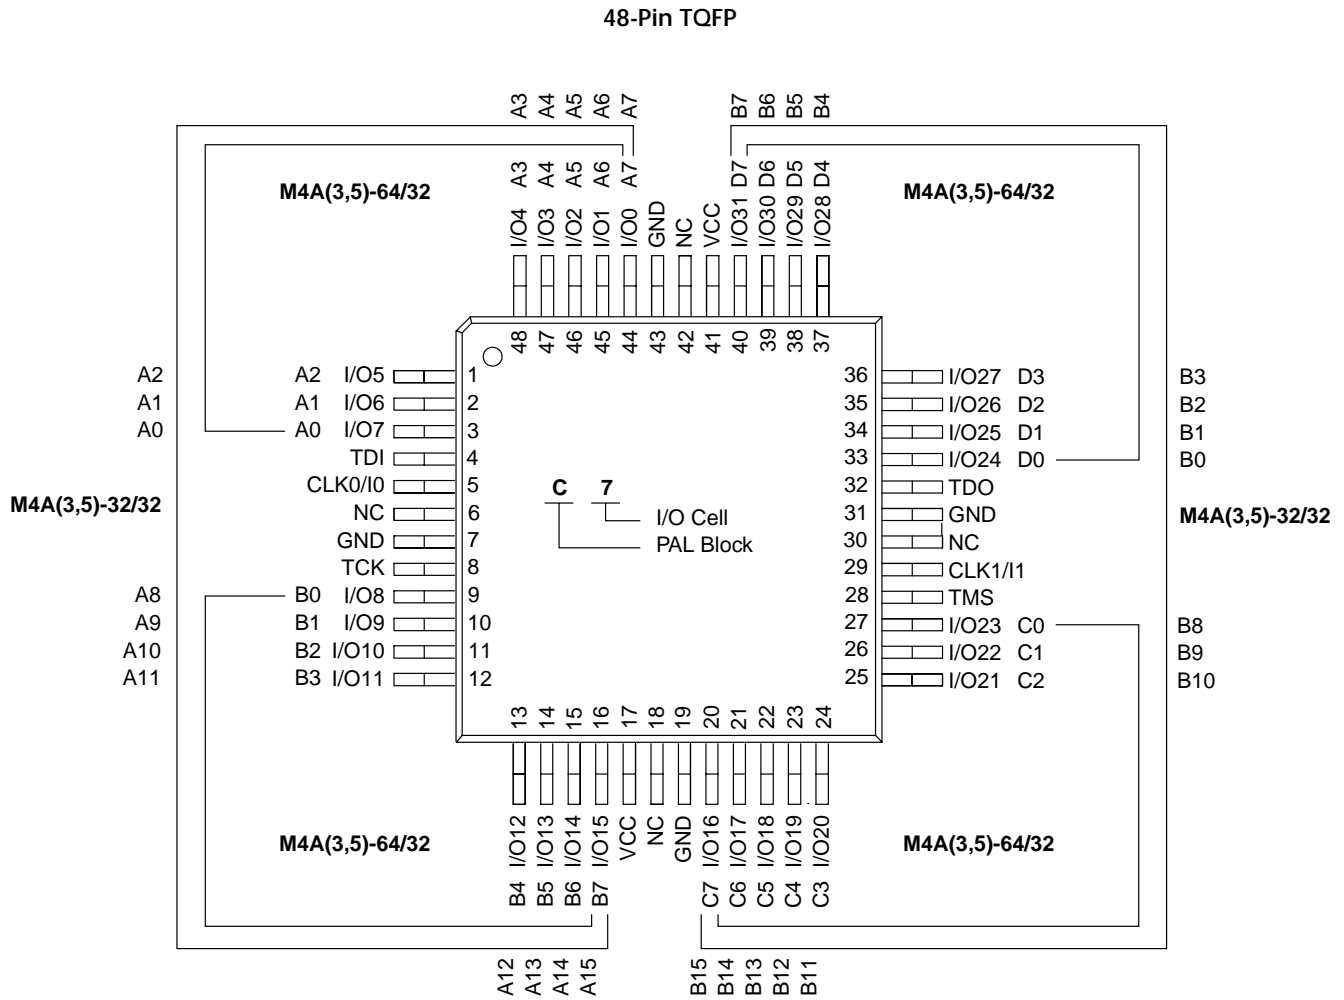 48-Pin TQFP
A3 A4 A5 A6 A7 B7 B6 B5 B4
A3 A4 A5 A6 A7 D7 D6 D5 D4
M4A(3,5)-64/32 M4A(3,5)-64/32
I/O4 I/O3 I/O2 I/O1 I/O0 GND NC VCC I/O31 I/O30 I/O29 I/O28
48 47 46 45 44 43 42 41 40 39 38 37
A2 A2 I/O5 1 36 I/O27 D3 B3
A1 A1 I/O6 2 35 I/O26 D2 B2
A0 A0 I/O7 3 34 I/O25 D1 B1
TDI 4 33 I/O24 D0 B0
CLK0/I0 5 C 7 32 TDO
M4A(3,5)-32/32 NC 6 I/O Cell 31 GND M4A(3,5)-32/32
GND 7 PAL Block 30 NC
TCK 8 29 CLK1/I1
A8 B0 I/O8 9 28 TMS
A9 B1 I/O9 10 27 I/O23 C0 B8
A10 B2 I/O10 11 26 I/O22 C1 B9
A11 B3 I/O11 12 25 I/O21 C2 B10
13 14 15 16 17 18 19 20 21 22 23 24
I/O12 I/O13 I/O14 I/O15 VCC NC GND I/O16 I/O17 I/O18 I/O19 I/O20
M4A(3,5)-64/32 M4A(3,5)-64/32
B4 B5 B6 B7 C7 C6 C5 C4 C3
A12 A13 A14 A15 B15 B14 B13 B12 B11